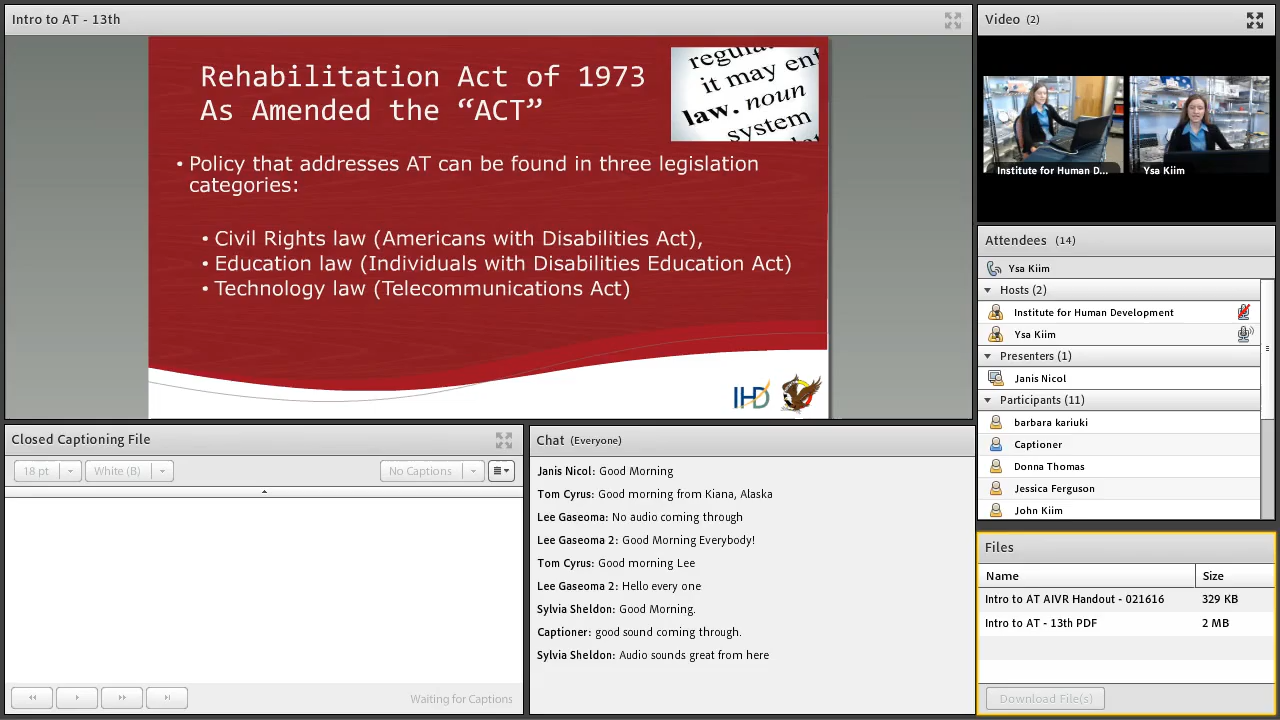 Intro to AT - 13th
Rehabilitation Act of 1973
As Amended the “ACT”
it may ent
law. noun
system
• Policy that addresses AT can be found in three legislation
categories:
• Civil Rights law (Americans with Disabilities Act),
• Education law (Individuals with Disabilities Education Act)
• Technology law (Telecommunications Act)
IHD
Video (2)
Institute for Human D...
Ysa Kiim
Attendees (14)
Ysa Kiim
Hosts (2)
Institute for Human Development
Ysa Kiim
Presenters (1)
Janis Nicol
Participants (11)
barbara kariuki
Captioner
Donna Thomas
Jessica Ferguson
John Kiim
Closed Captioning File
18 pt
White (B)
No Captions
Waiting for Captions
Chat (Everyone)
Janis Nicol: Good Morning
Tom Cyrus: Good morning from Kiana, Alaska
Lee Gaseoma: No audio coming through
Lee Gaseoma 2: Good Morning Everybody!
Tom Cyrus: Good morning Lee
Lee Gaseoma 2: Hello every one
Sylvia Sheldon: Good Morning.
Captioner: good sound coming through.
Sylvia Sheldon: Audio sounds great from here
Files
Name Size
Intro to AT AIVR Handout - 021616 329 KB
Intro to AT - 13th PDF 2 MB
Download File(s)